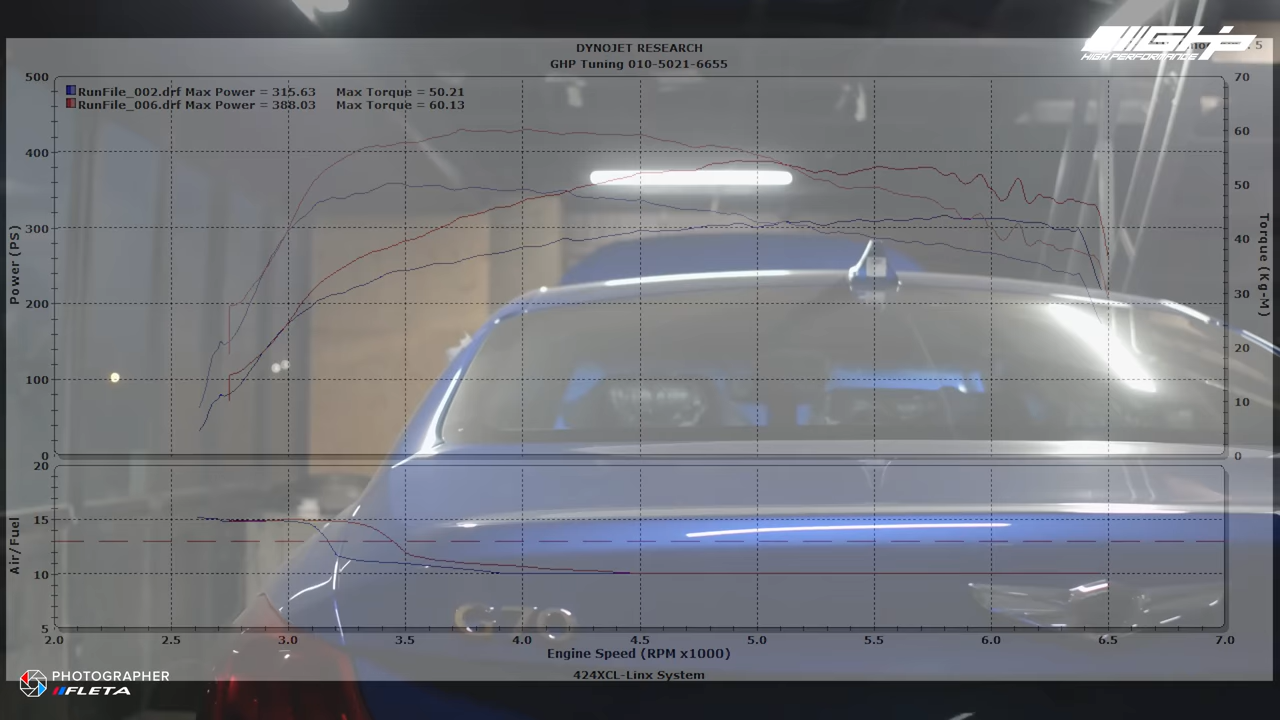 DYNOJET RESEARCH
GHP Tuning 010-5021-6655
GHP
HIGH PERFORMANCE
5
RunFile_002.drf Max Power = 315.63 Max Torque = 50.21
RunFile_006.drf Max Power = 388.03 Max Torque = 60.13
500
400
300
200
100
0
Power (PS)
70
60
50
40
30
20
10
0
Torque (Kg-M)
20
15
10
5
Air/Fuel
G70
2.0 2.5 3.0 3.5 4.0 4.5 5.0 5.5 6.0 6.5 7.0
Engine Speed (RPM x1000)
424XCL-Linx System
PHOTOGRAPHER
FLETA